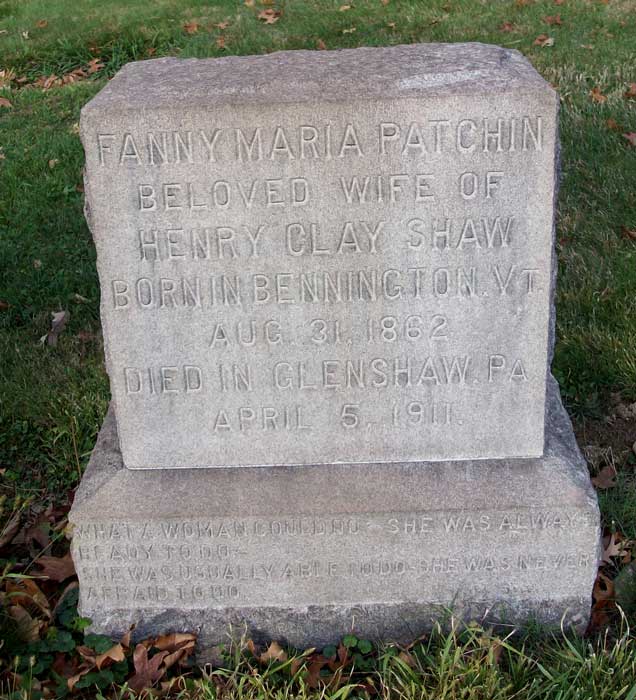 FANNY MARIA PATCHIN
BELOVED WIFE OF
HENRY CLAY SHAW
BORN IN BENNINGTON. VT.
AUG. 31, 1862
DIED IN GLENSHAW. PA
APRIL 5, 1911.
WHAT A WOMAN COULD DO – SHE WAS ALWAYS
READY TO DO–
SHE WAS USUALLY ABLE TO DO–SHE WAS NEVER
AFRAID TO DO.